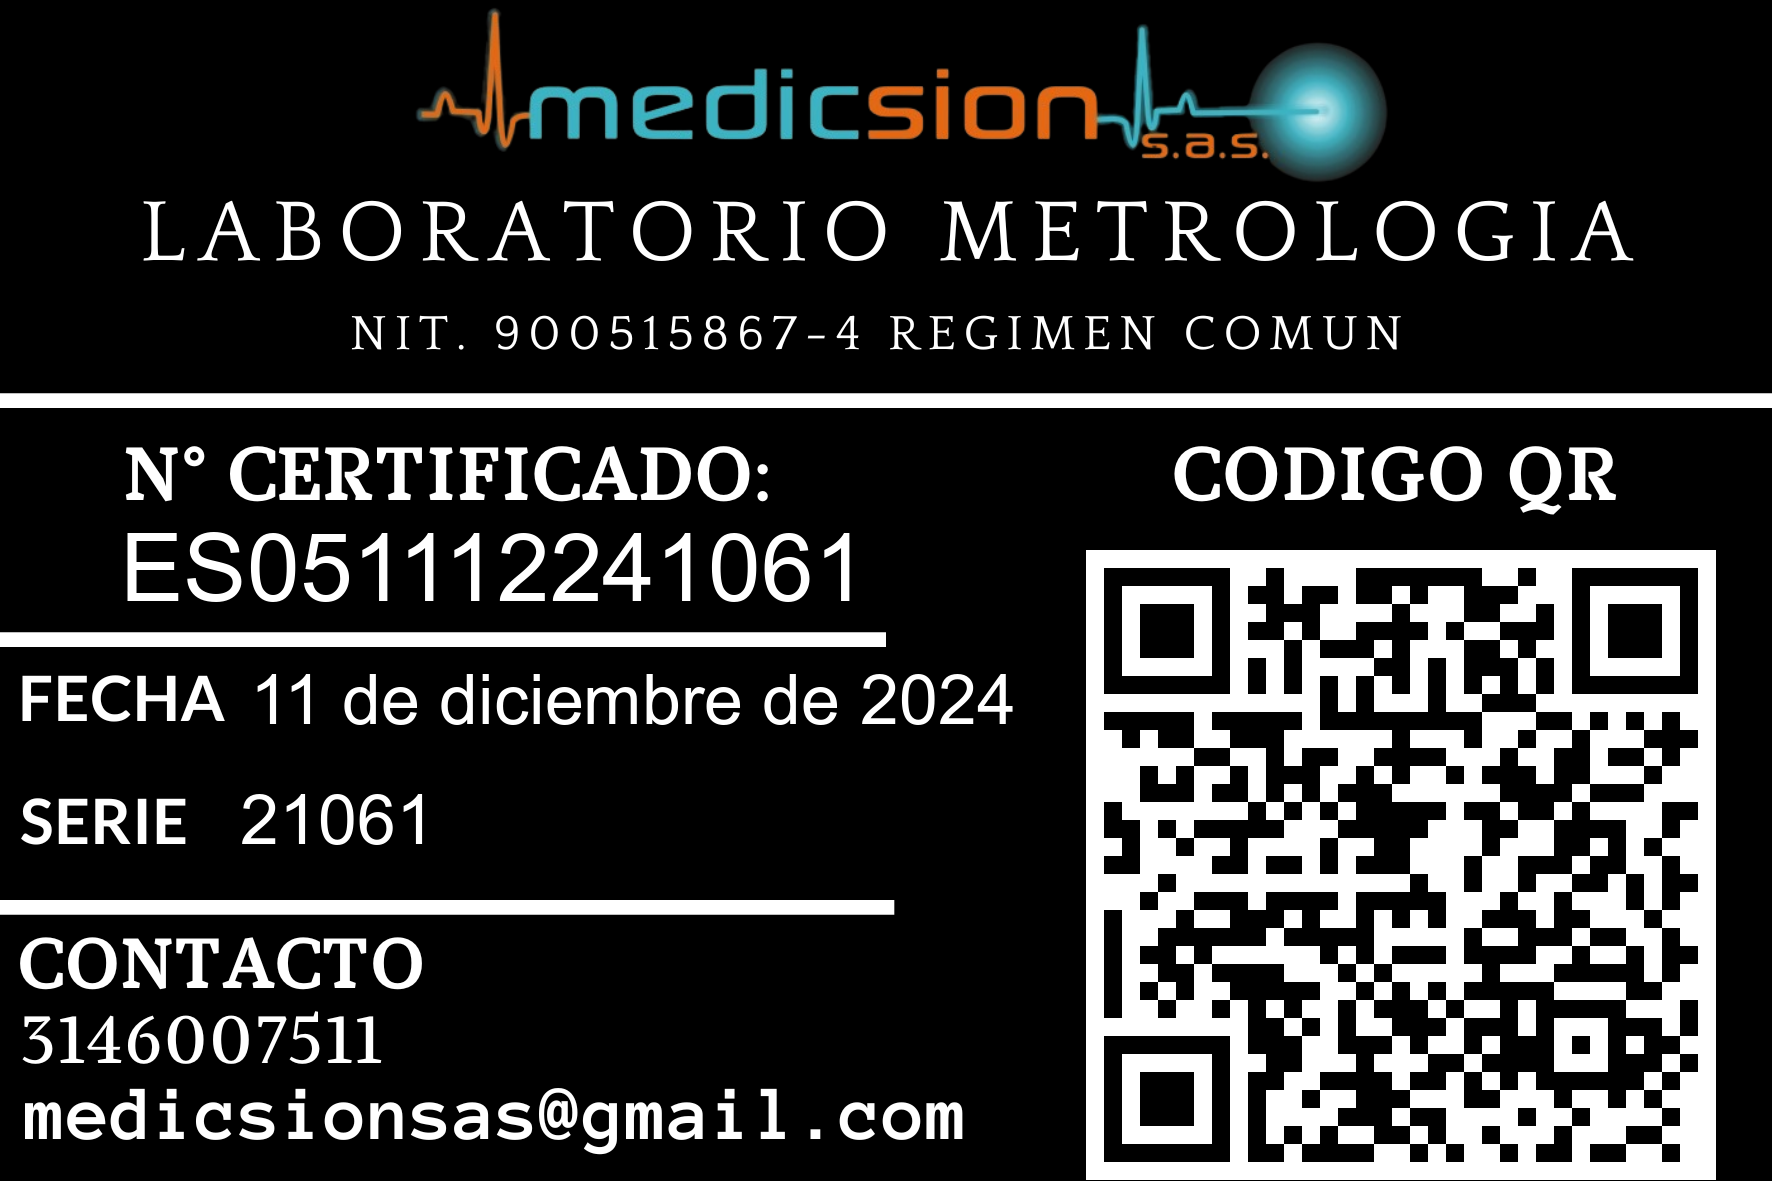 medicsion s.a.s.
LABORATORIO METROLOGIA
NIT. 900515867-4 REGIMEN COMUN
N° CERTIFICADO:
ES051112241061
FECHA 11 de diciembre de 2024
SERIE 21061
CONTACTO
3146007511
medicsionsas@gmail.com
CODIGO QR